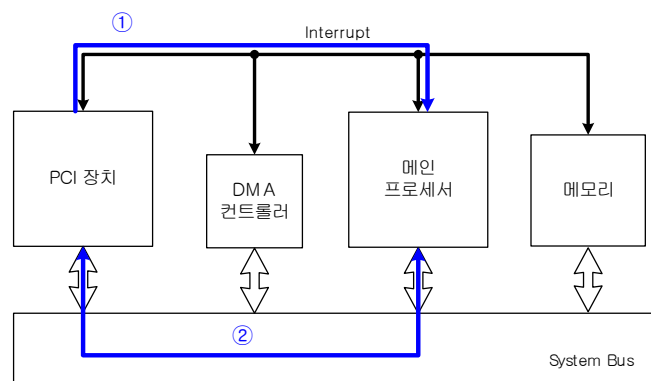 ①
Interrupt
PCI 장치
DMA
컨트롤러
메인
프로세서
메모리
②
System Bus